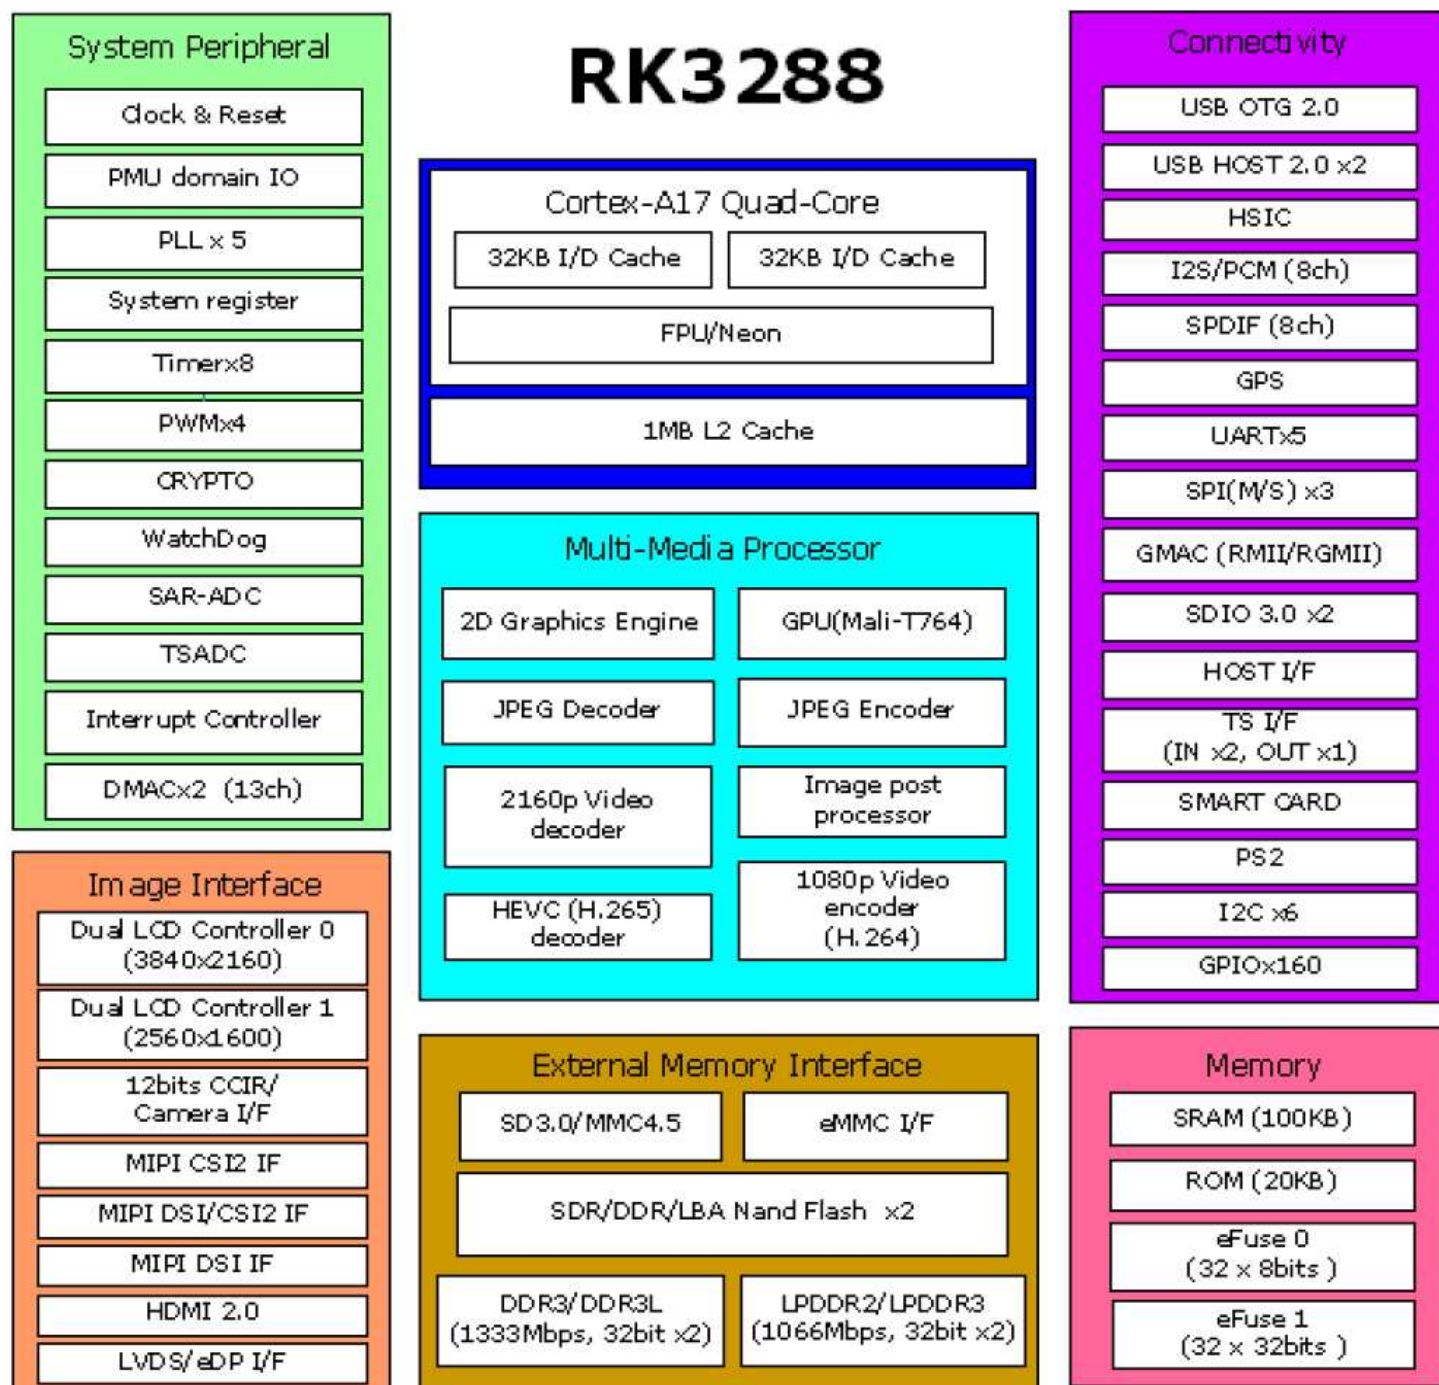 System Peripheral
Clock & Reset
PMU domain IO
PLL x 5
System register
Timerx8
PWMx4
CRYPTO
WatchDog
SAR-ADC
TSADC
Interrupt Controller
DMACx2 (13ch)
Image Interface
Dual LCD Controller 0
(3840x2160)
Dual LCD Controller 1
(2560x1600)
12bits CCIR/
Camera I/F
MIPI CSI2 IF
MIPI DSI/CSI2 IF
MIPI DSI IF
HDMI 2.0
LVDS/eDP I/F
RK3288
Cortex-A17 Quad-Core
32KB I/D Cache
32KB I/D Cache
FPU/Neon
1MB L2 Cache
Multi-Media Processor
2D Graphics Engine
GPU(Mali-T764)
JPEG Decoder
JPEG Encoder
2160p Video
decoder
Image post
processor
HEVC (H.265)
decoder
1080p Video
encoder
(H.264)
External Memory Interface
SD3.0/MMC4.5
eMMC I/F
SDR/DDR/LBA Nand Flash x2
DDR3/DDR3L
(1333Mbps, 32bit x2)
LPDDR2/LPDDR3
(1066Mbps, 32bit x2)
Connectivity
USB OTG 2.0
USB HOST 2.0 x2
HSIC
I2S/PCM (8ch)
SPDIF (8ch)
GPS
UARTx5
SPI(M/S) x3
GMAC (RMII/RGMII)
SDIO 3.0 x2
HOST I/F
TS I/F
(IN x2, OUT x1)
SMART CARD
PS2
I2C x6
GPIOx160
Memory
SRAM (100KB)
ROM (20KB)
eFuse 0
(32 x 8bits )
eFuse 1
(32 x 32bits )